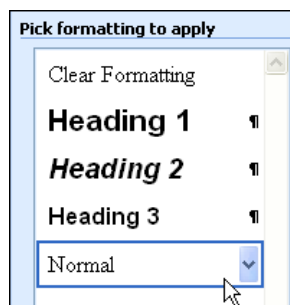 Pick formatting to apply
Clear Formatting
Heading 1 ¶
Heading 2 ¶
Heading 3 ¶
Normal